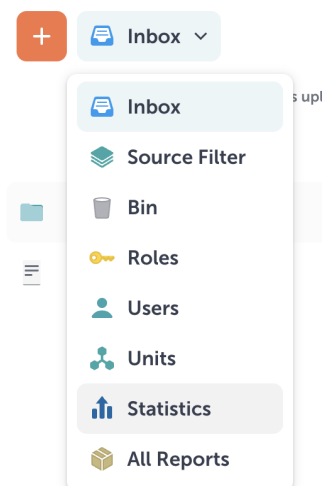 Inbox
Inbox
s upl
Source Filter
Bin
Roles
Users
Units
Statistics
All Reports